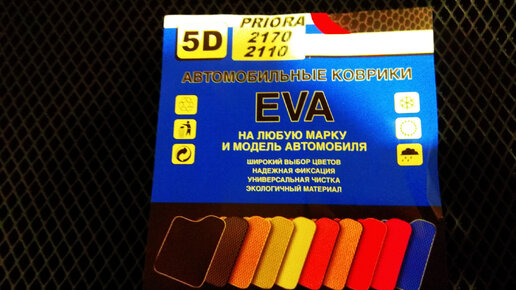 5D
PRIORA
2170
2110
АВТОМОБИЛЬНЫЕ КОВРИКИ
EVA
НА ЛЮБУЮ МАРКУ
И МОДЕЛЬ АВТОМОБИЛЯ
ШИРОКИЙ ВЫБОР ЦВЕТОВ
НАДЕЖНАЯ ФИКСАЦИЯ
УНИВЕРСАЛЬНАЯ ЧИСТКА
ЭКОЛОГИЧНЫЙ МАТЕРИАЛ